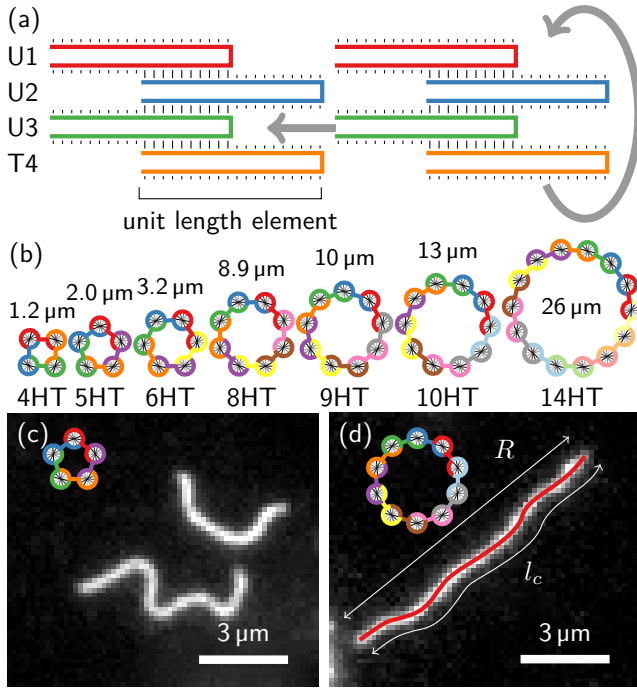 (a)
U1
U2
U3
T4
unit length element
(b)
1.2 µm 2.0 µm 3.2 µm 8.9 µm 10 µm 13 µm 26 µm
4HT 5HT 6HT 8HT 9HT 10HT 14HT
(c)
3 µm
(d)
R
l_c
3 µm